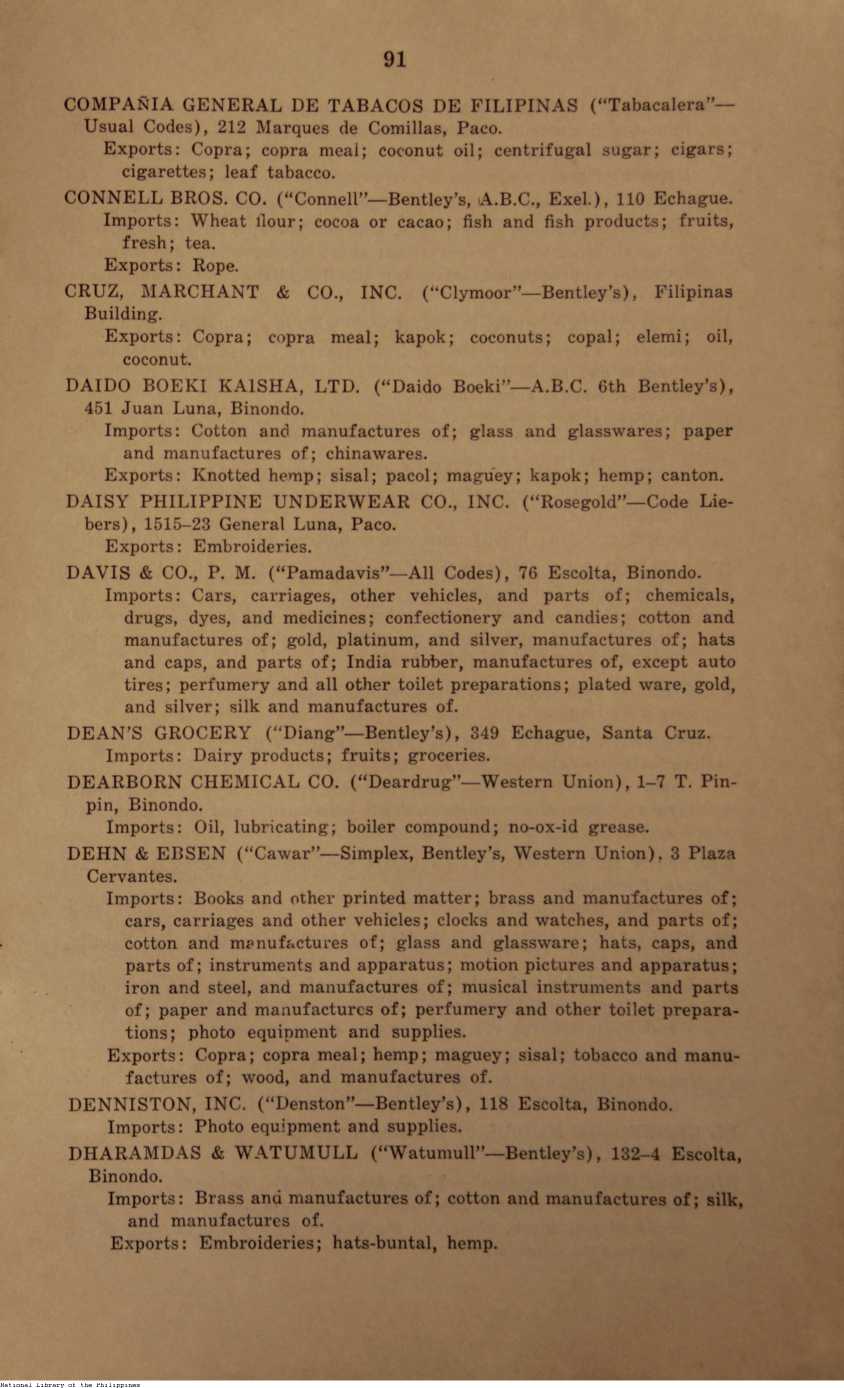 91
COMPAÑIA GENERAL DE TABACOS DE FILIPINAS ("Tabacalera"—
Usual Codes), 212 Marques de Comillas, Paco.
Exports: Copra; copra meal; coconut oil; centrifugal sugar; cigars;
cigarettes; leaf tabacco.
CONNELL BROS. CO. ("Connell"—Bentley's, A.B.C., Exel.), 110 Echague.
Imports: Wheat flour; cocoa or cacao; fish and fish products; fruits,
fresh; tea.
Exports: Rope.
CRUZ, MARCHANT & CO., INC. ("Clymoor"—Bentley's), Filipinas
Building.
Exports: Copra; copra meal; kapok; coconuts; copal; elemi; oil,
coconut.
DAIDO BOEKI KAISHA, LTD. ("Daido Boeki"—A.B.C. 6th Bentley's),
451 Juan Luna, Binondo.
Imports: Cotton and manufactures of; glass and glasswares; paper
and manufactures of; chinawares.
Exports: Knotted hemp; sisal; pacol; maguey; kapok; hemp; canton.
DAISY PHILIPPINE UNDERWEAR CO., INC. ("Rosegold"—Code Lie-
bers), 1515–23 General Luna, Paco.
Exports: Embroideries.
DAVIS & CO., P. M. ("Pamadavis"—All Codes), 76 Escolta, Binondo.
Imports: Cars, carriages, other vehicles, and parts of; chemicals,
drugs, dyes, and medicines; confectionery and candies; cotton and
manufactures of; gold, platinum, and silver, manufactures of; hats
and caps, and parts of; India rubber, manufactures of, except auto
tires; perfumery and all other toilet preparations; plated ware, gold,
and silver; silk and manufactures of.
DEAN'S GROCERY ("Diang"—Bentley's), 349 Echague, Santa Cruz.
Imports: Dairy products; fruits; groceries.
DEARBORN CHEMICAL CO. ("Deardrug"—Western Union), 1–7 T. Pin-
pin, Binondo.
Imports: Oil, lubricating; boiler compound; no-ox-id grease.
DEHN & EBSEN ("Cawar"—Simplex, Bentley's, Western Union), 3 Plaza
Cervantes.
Imports: Books and other printed matter; brass and manufactures of;
cars, carriages and other vehicles; clocks and watches, and parts of;
cotton and manufactures of; glass and glassware; hats, caps, and
parts of; instruments and apparatus; motion pictures and apparatus;
iron and steel, and manufactures of; musical instruments and parts
of; paper and manufactures of; perfumery and other toilet prepara-
tions; photo equipment and supplies.
Exports: Copra; copra meal; hemp; maguey; sisal; tobacco and manu-
factures of; wood, and manufactures of.
DENNISTON, INC. ("Denston"—Bentley's), 118 Escolta, Binondo.
Imports: Photo equipment and supplies.
DHARAMDAS & WATUMULL ("Watumull"—Bentley's), 132–4 Escolta,
Binondo.
Imports: Brass and manufactures of; cotton and manufactures of; silk,
and manufactures of.
Exports: Embroideries; hats-buntal, hemp.
National Library of the Philippines